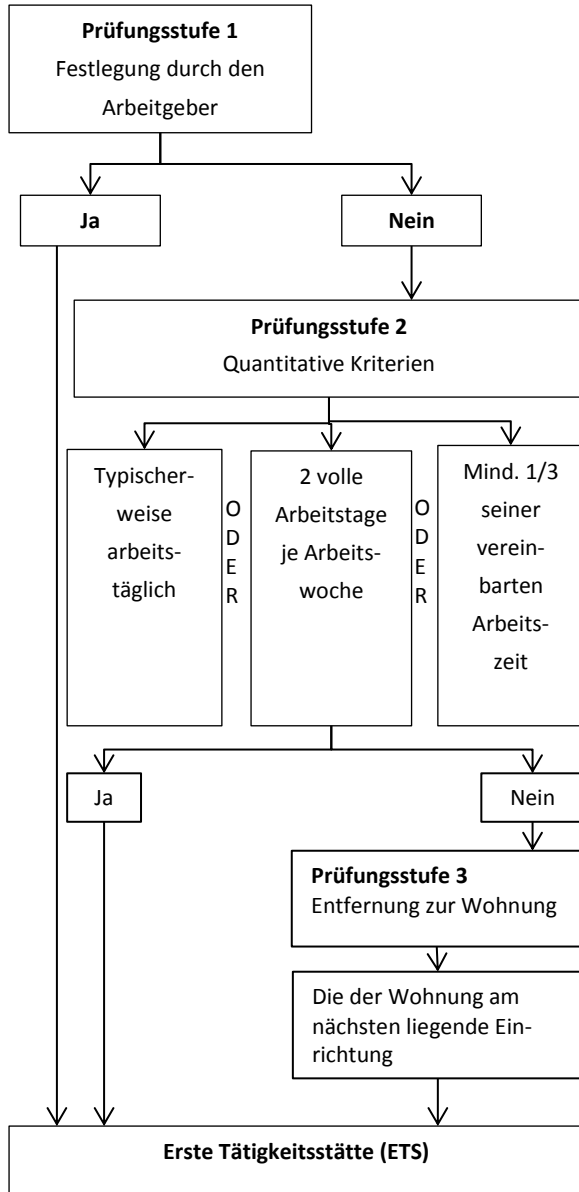 Prüfungsstufe 1
Festlegung durch den
Arbeitgeber
Ja
Nein
Prüfungsstufe 2
Quantitative Kriterien
Typischer-
weise
arbeits-
täglich
O
D
E
R
2 volle
Arbeitstage
je Arbeits-
woche
O
D
E
R
Mind. 1/3
seiner
verein-
barten
Arbeits-
zeit
Ja
Nein
Prüfungsstufe 3
Entfernung zur Wohnung
Die der Wohnung am
nächsten liegende Ein-
richtung
Erste Tätigkeitsstätte (ETS)